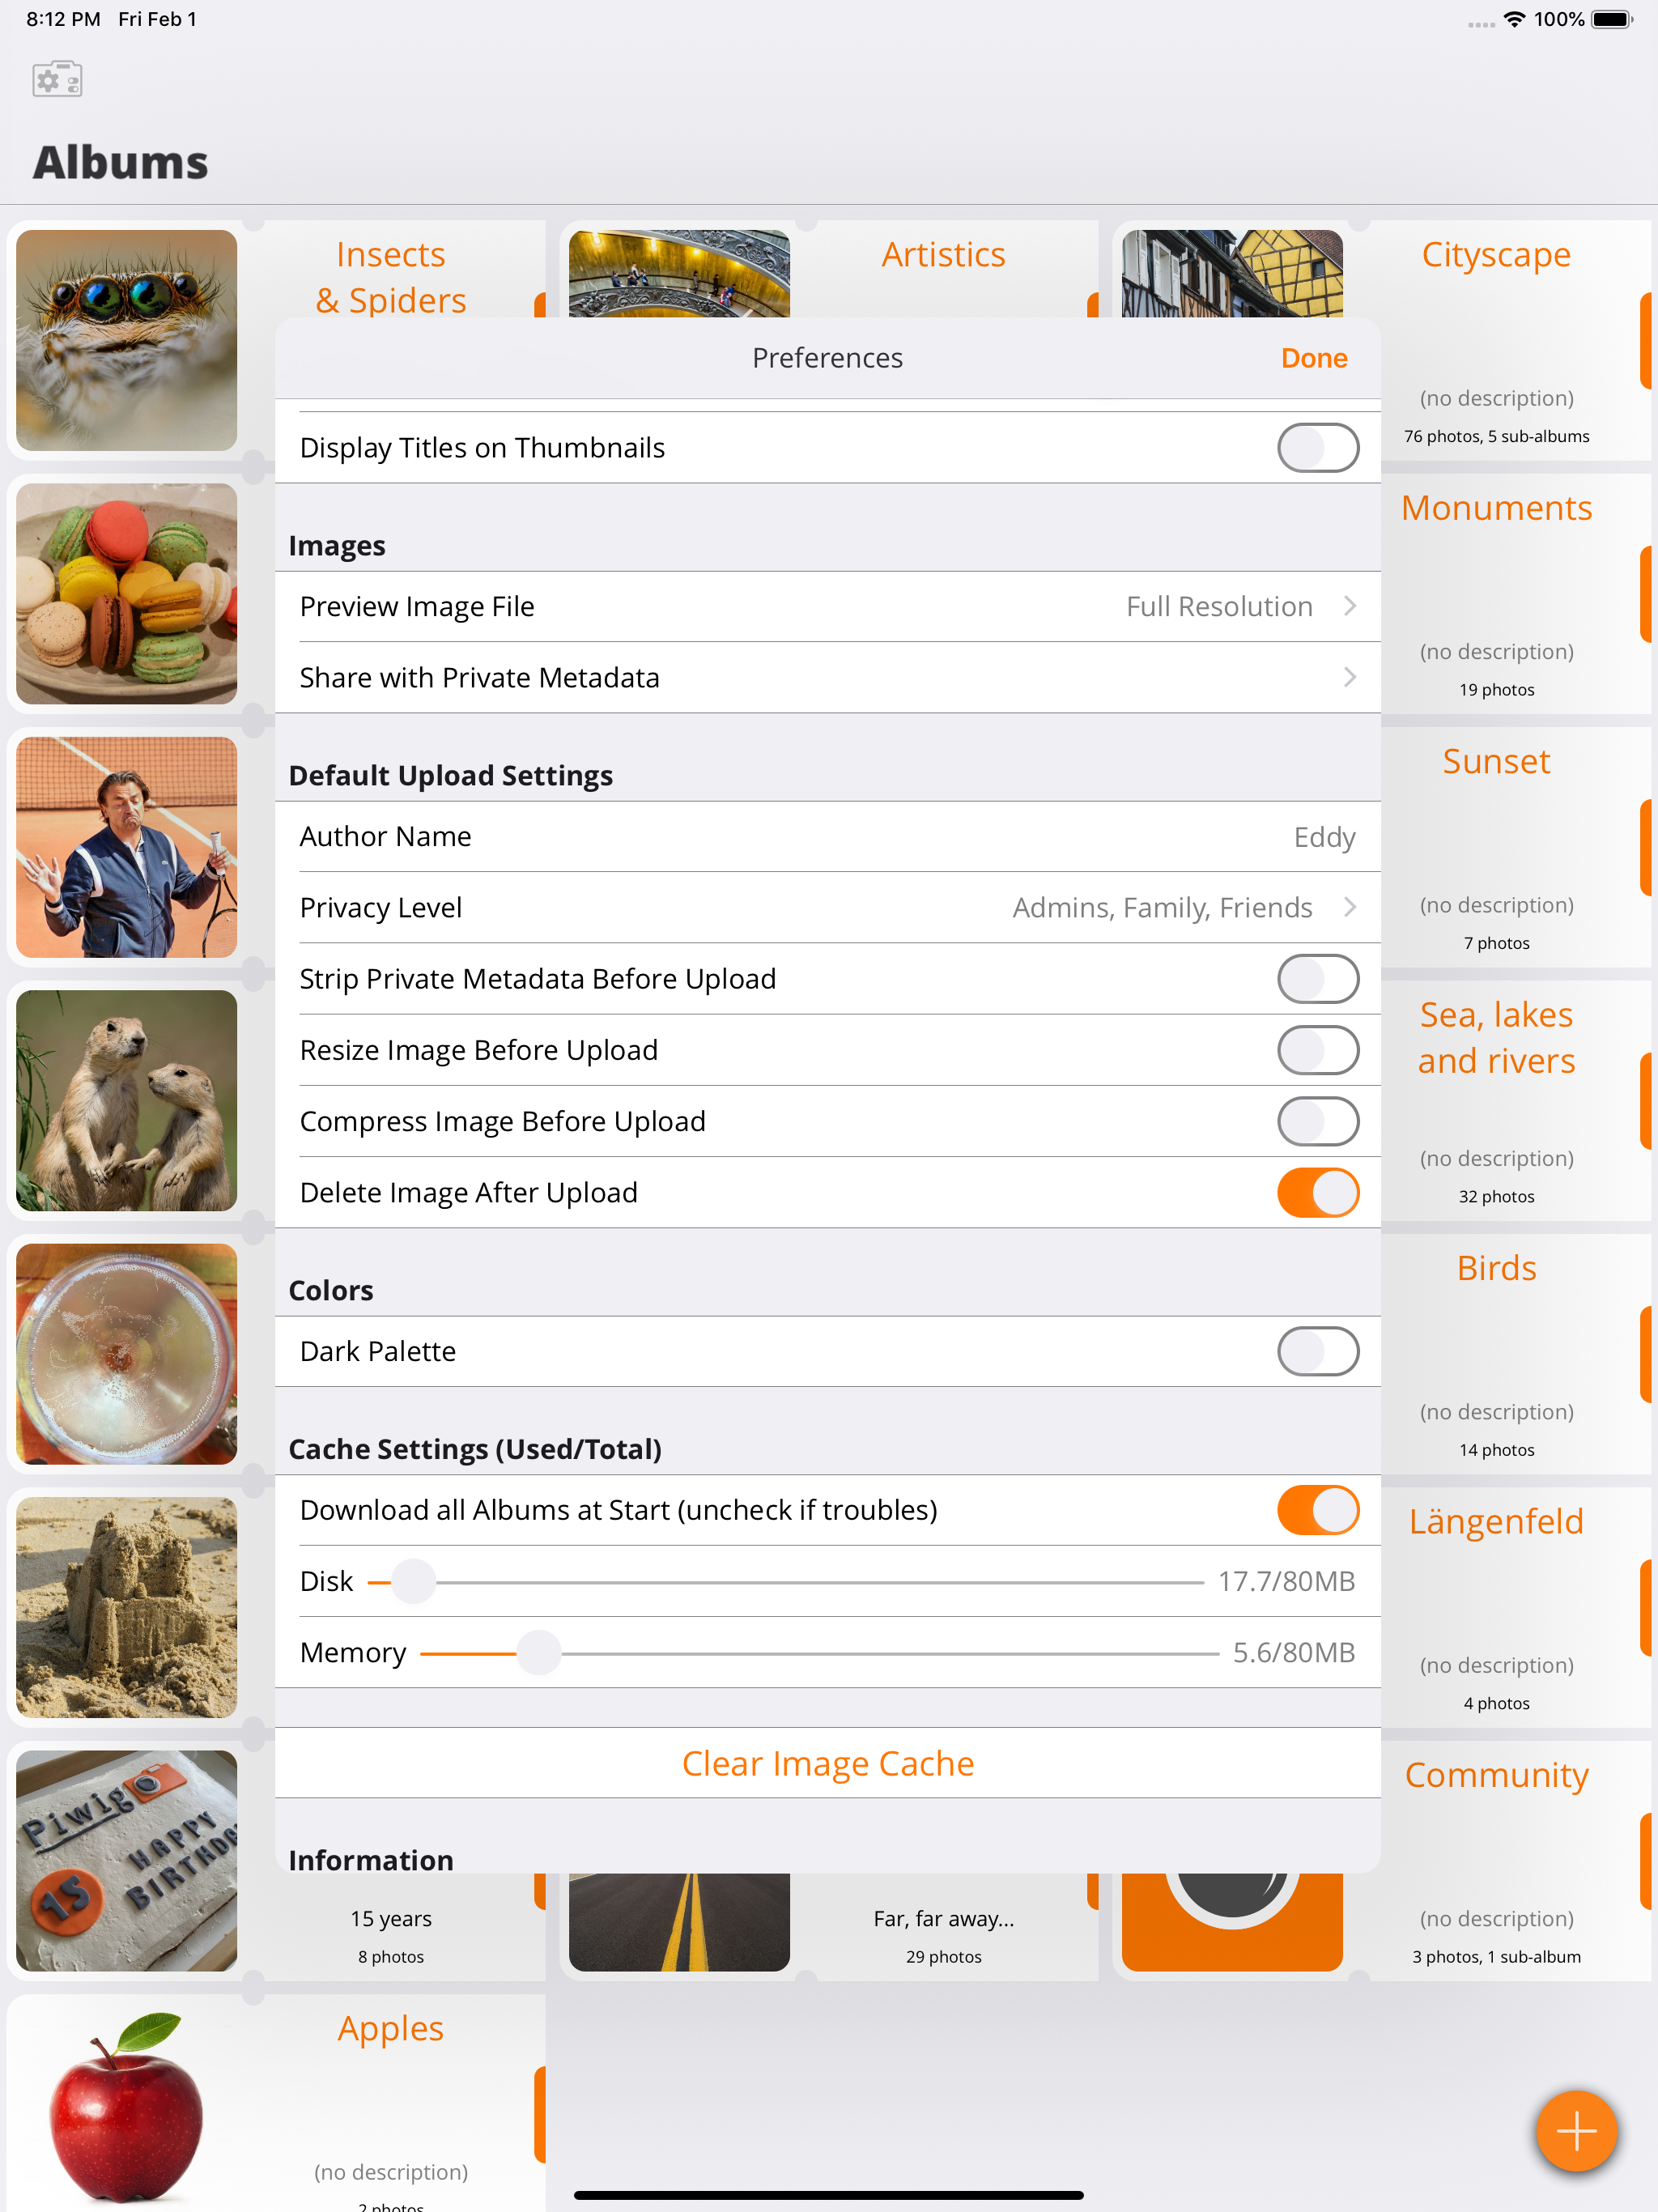 8:12 PM Fri Feb 1
100%
Albums
Insects
& Spiders
Artistics
Cityscape
(no description)
76 photos, 5 sub-albums
Preferences
Done
Display Titles on Thumbnails
Images
Preview Image File Full Resolution
Share with Private Metadata
Default Upload Settings
Author Name Eddy
Privacy Level Admins, Family, Friends
Strip Private Metadata Before Upload
Resize Image Before Upload
Compress Image Before Upload
Delete Image After Upload
Colors
Dark Palette
Cache Settings (Used/Total)
Download all Albums at Start (uncheck if troubles)
Disk 17.7/80MB
Memory 5.6/80MB
Clear Image Cache
Information
Monuments
(no description)
19 photos
Sunset
(no description)
7 photos
Sea, lakes
and rivers
(no description)
32 photos
Birds
(no description)
14 photos
Längenfeld
(no description)
4 photos
Piwig
HAPPY
BIRTHDA
15
15 years
8 photos
Far, far away...
29 photos
Community
(no description)
3 photos, 1 sub-album
Apples
(no description)
2 photos